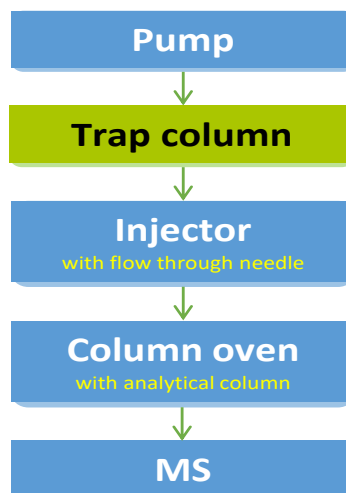 Pump
Trap column
Injector
with flow through needle
Column oven
with analytical column
MS